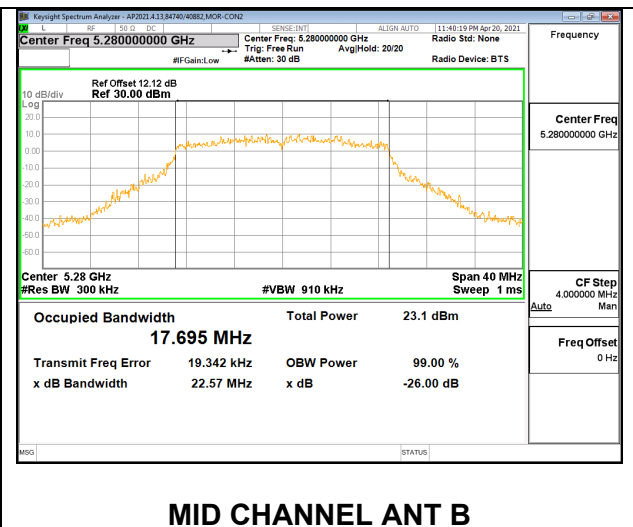 Keysight Spectrum Analyzer - AP2021.4.13,84740/40882,MOR-CON2
L RF 50 Ω DC SENSE:INT ALIGN AUTO 11:40:19 PM Apr 20, 2021
Center Freq 5.280000000 GHz
Center Freq: 5.280000000 GHz
Radio Std: None
Trig: Free Run Avg|Hold: 20/20
#IFGain:Low #Atten: 30 dB Radio Device: BTS
Frequency
Ref Offset 12.12 dB
10 dB/div Ref 30.00 dBm
Log
20.0
10.0
0.00
-10.0
-20.0
-30.0
-40.0
-50.0
-60.0
Center Freq
5.280000000 GHz
Center 5.28 GHz Span 40 MHz
#Res BW 300 kHz #VBW 910 kHz Sweep 1 ms
CF Step
4.000000 MHz
Auto Man
Freq Offset
0 Hz
Occupied Bandwidth Total Power 23.1 dBm
17.695 MHz
Transmit Freq Error 19.342 kHz OBW Power 99.00 %
x dB Bandwidth 22.57 MHz x dB -26.00 dB
MSG STATUS
MID CHANNEL ANT B